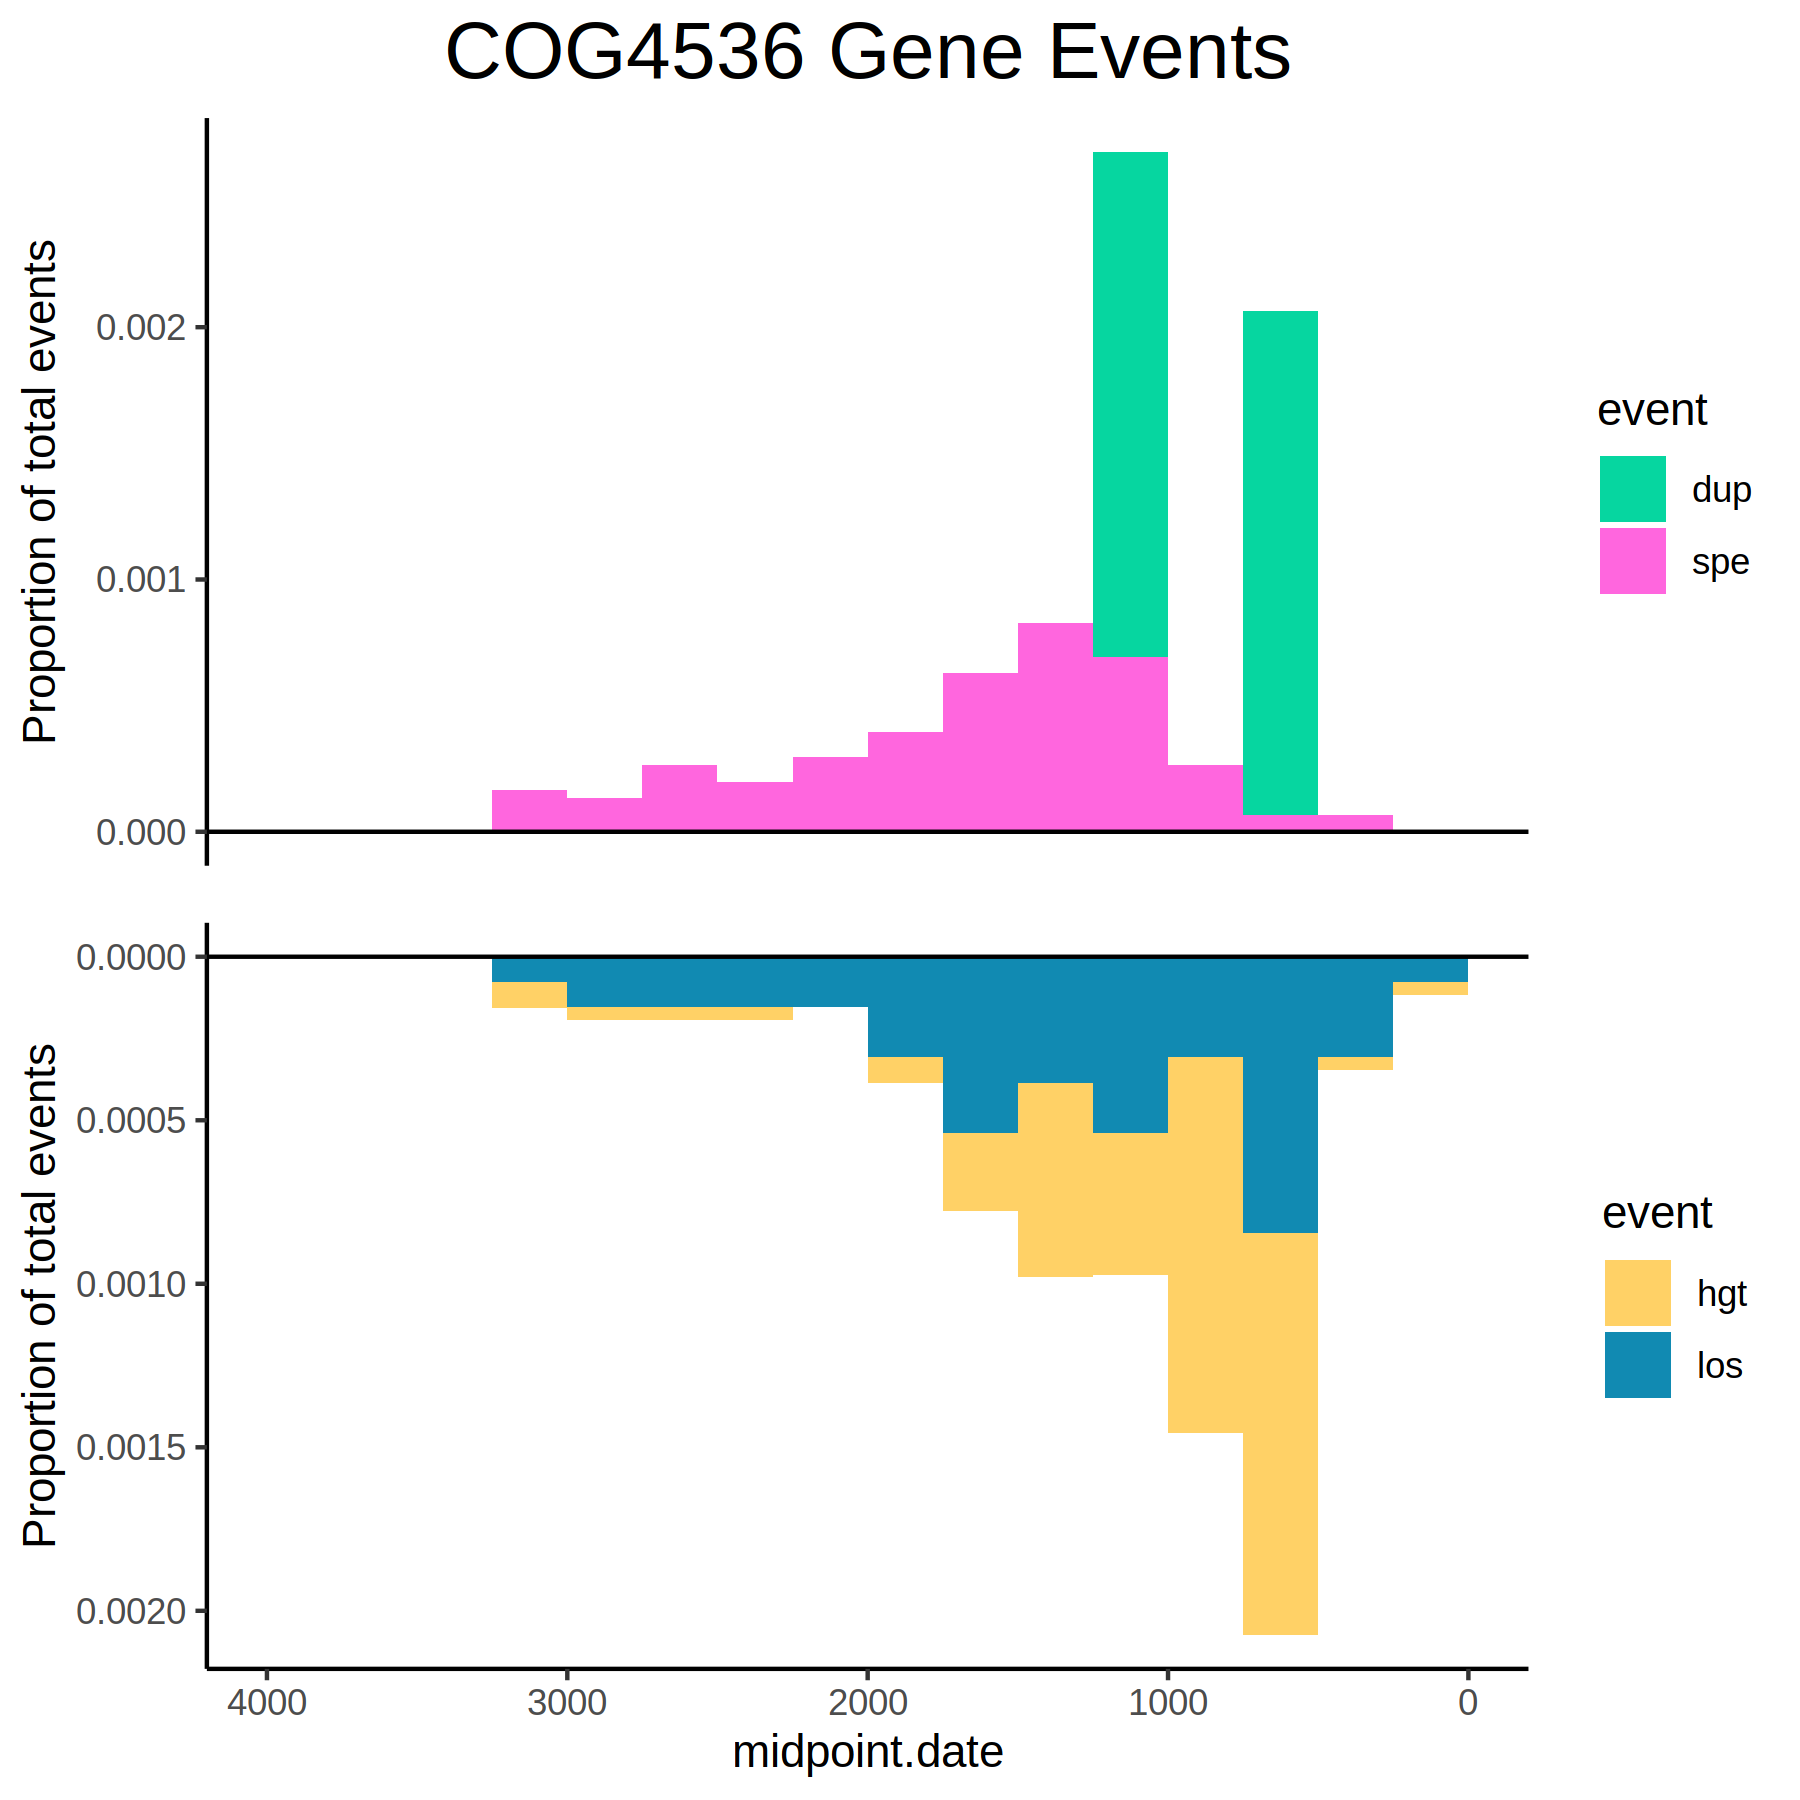 COG4536 Gene Events
Proportion of total events
0.002
0.001
0.000
event
dup
spe
Proportion of total events
0.0000
0.0005
0.0010
0.0015
0.0020
event
hgt
los
4000 3000 2000 1000 0
midpoint.date